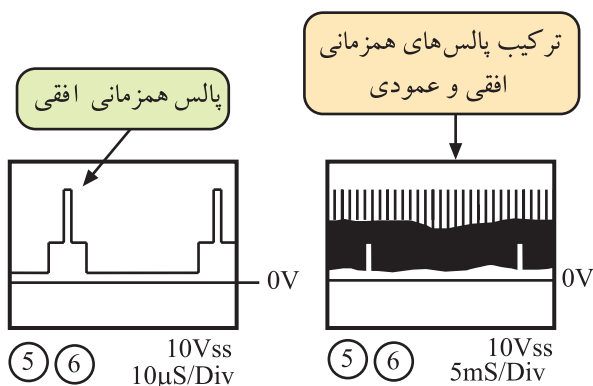 ترکیب پالس‌های همزمانی
افقی و عمودی
پالس همزمانی افقی
0V
0V
5 6
10Vss
10µS/Div
5 6
10Vss
5mS/Div